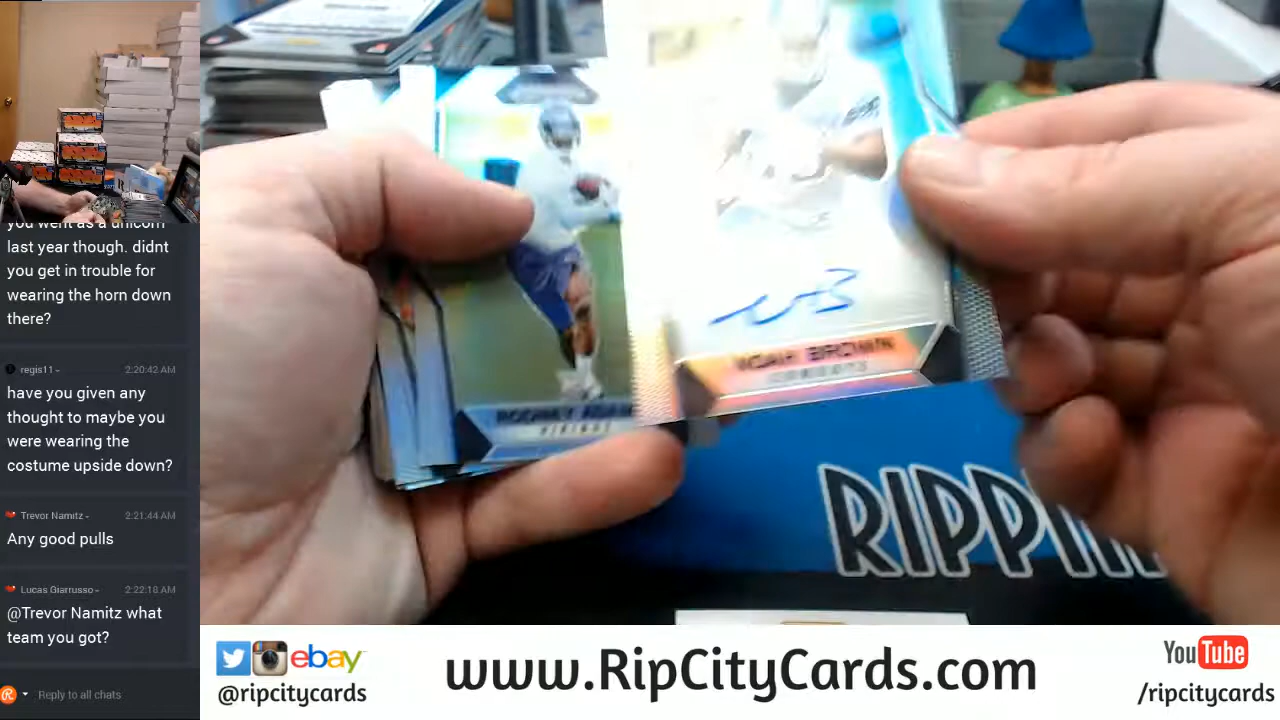 you went as a unicorn
last year though. didnt
you get in trouble for
wearing the horn down
there?
regis11
2:20:42 AM
have you given any
thought to maybe you
were wearing the
costume upside down?
Trevor Namitz
2:21:44 AM
Any good pulls
Lucas Giarrusso
2:22:18 AM
@Trevor Namitz what
team you got?
Reply to all chats
RODNEY ADAM
VIKINGS
NOAH BROWN
COWBOYS
RIPPIN
ebay
@ripcitycards
www.RipCityCards.com
YouTube
/ripcitycards